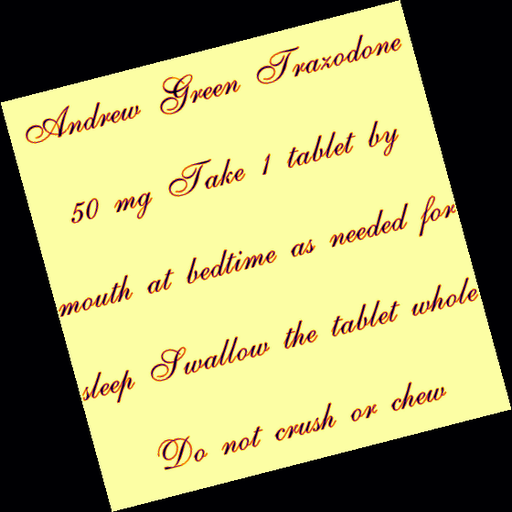 Andrew Green Trazodone
50 mg Take 1 tablet by
mouth at bedtime as needed for
sleep Swallow the tablet whole
Do not crush or chew